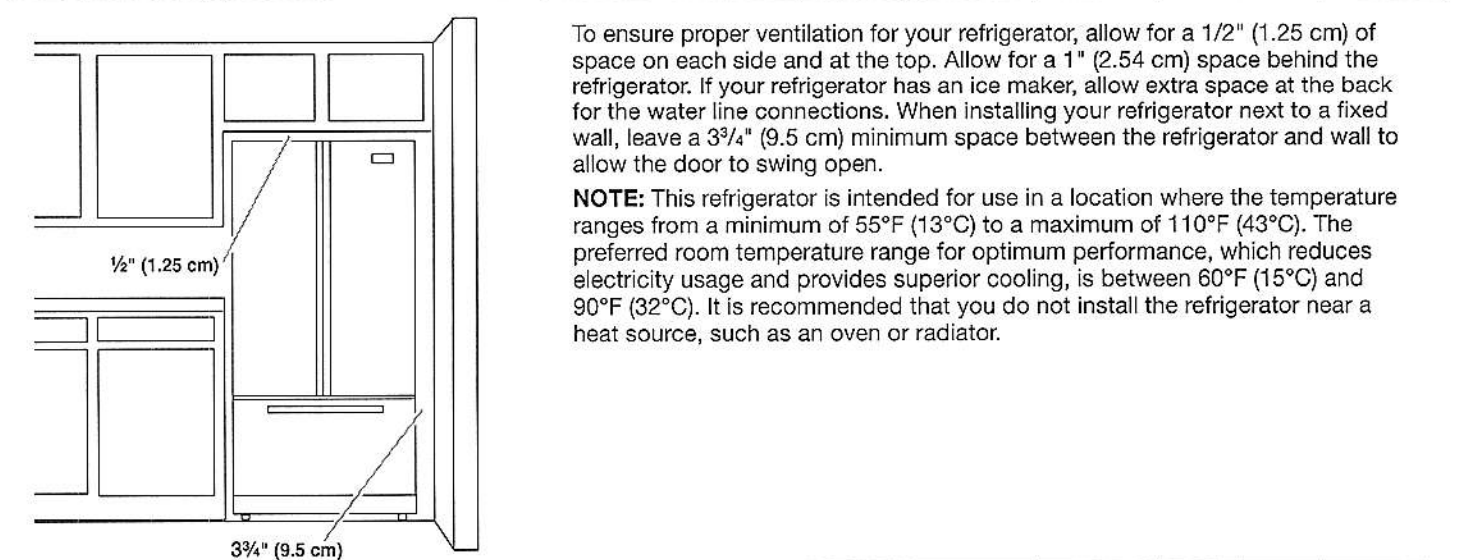 To ensure proper ventilation for your refrigerator, allow for a 1/2" (1.25 cm) of
space on each side and at the top. Allow for a 1" (2.54 cm) space behind the
refrigerator. If your refrigerator has an ice maker, allow extra space at the back
for the water line connections. When installing your refrigerator next to a fixed
wall, leave a 3³/₄" (9.5 cm) minimum space between the refrigerator and wall to
allow the door to swing open.
NOTE: This refrigerator is intended for use in a location where the temperature
ranges from a minimum of 55°F (13°C) to a maximum of 110°F (43°C). The
preferred room temperature range for optimum performance, which reduces
electricity usage and provides superior cooling, is between 60°F (15°C) and
90°F (32°C). It is recommended that you do not install the refrigerator near a
heat source, such as an oven or radiator.
½" (1.25 cm)
3¾" (9.5 cm)